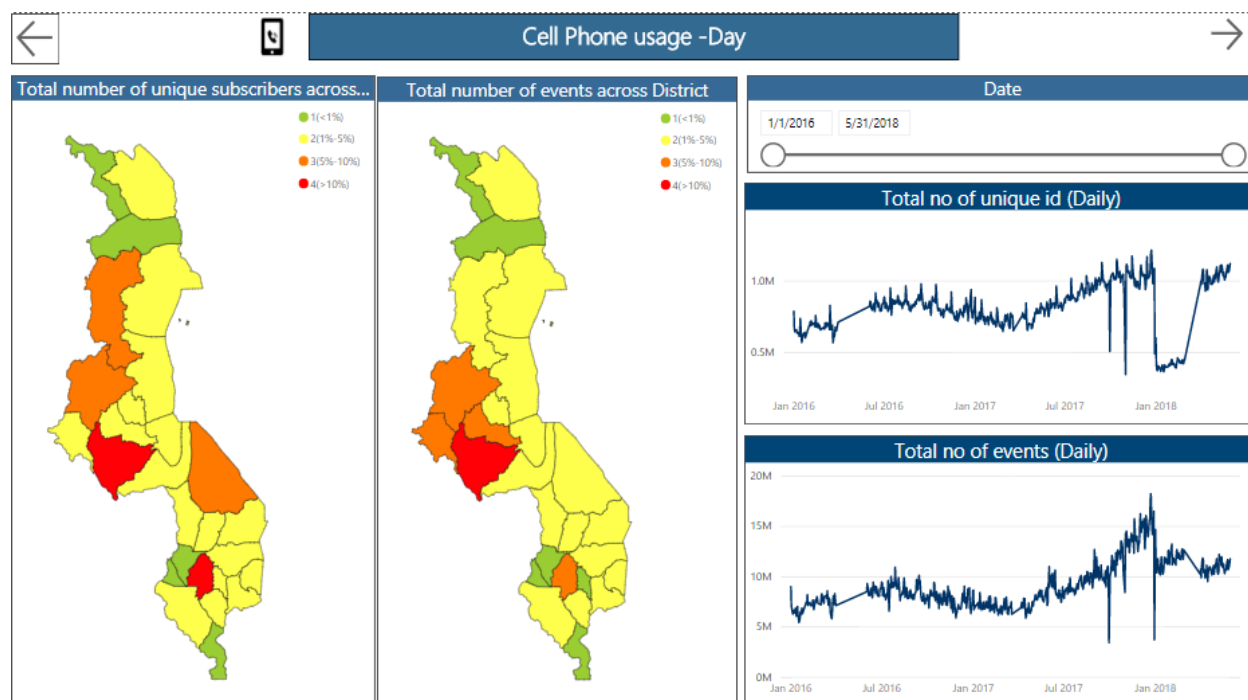 Cell Phone usage -Day
Total number of unique subscribers across...
1(<1%)
2(1%-5%)
3(5%-10%)
4(>10%)
Total number of events across District
1(<1%)
2(1%-5%)
3(5%-10%)
4(>10%)
Date
1/1/2016 5/31/2018
Total no of unique id (Daily)
1.0M
0.5M
Jan 2016 Jul 2016 Jan 2017 Jul 2017 Jan 2018
Total no of events (Daily)
20M
15M
10M
5M
0M
Jan 2016 Jul 2016 Jan 2017 Jul 2017 Jan 2018